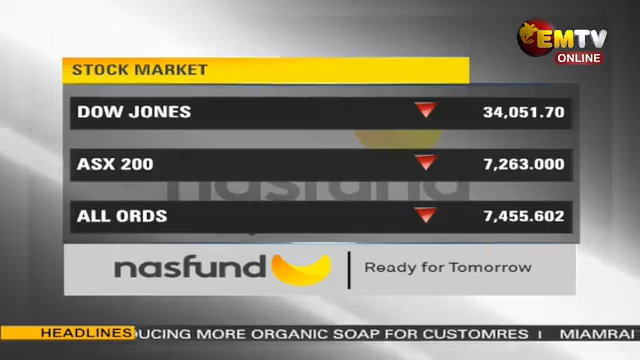 EMTV
ONLINE
STOCK MARKET
DOW JONES 34,051.70
ASX 200 7,263.000
nasfund
ALL ORDS 7,455.602
nasfund | Ready for Tomorrow
HEADLINES UCING MORE ORGANIC SOAP FOR CUSTOMRES | MIAMRAI